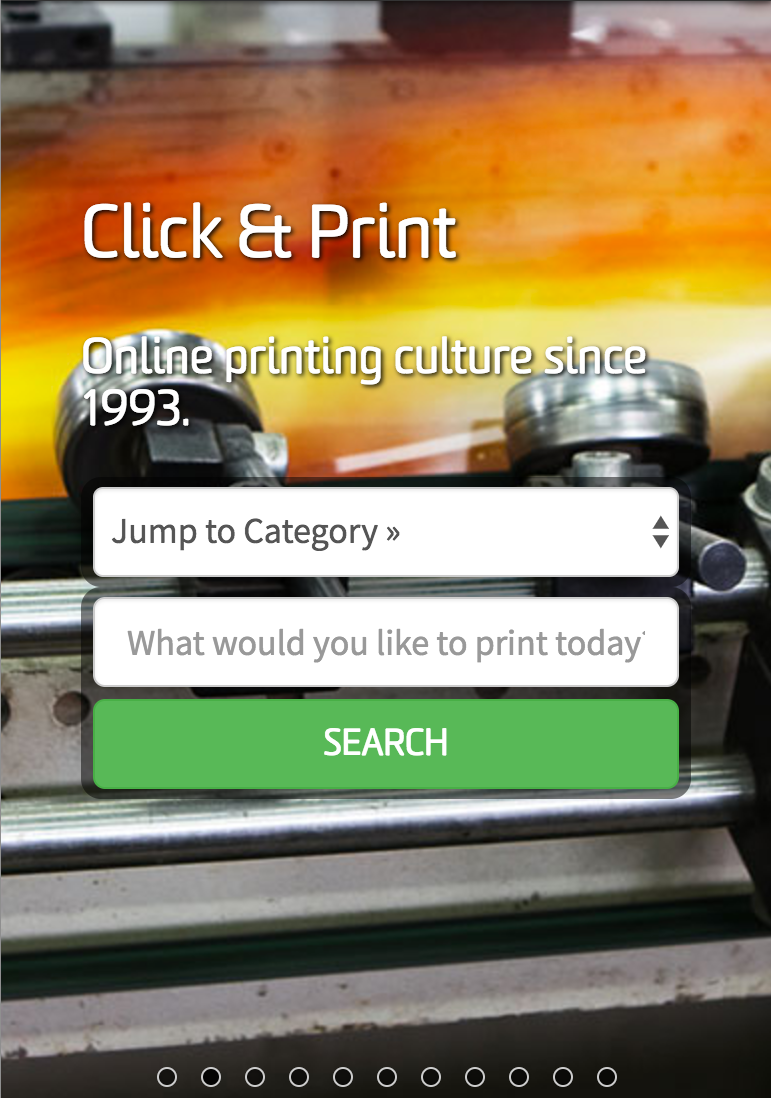 Click & Print
Online printing culture since
1993.
Jump to Category »
What would you like to print today
SEARCH